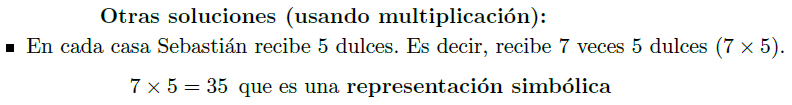 Otras soluciones (usando multiplicación):
▪ En cada casa Sebastián recibe 5 dulces. Es decir, recibe 7 veces 5 dulces (7 × 5).
7 × 5 = 35 que es una representación simbólica